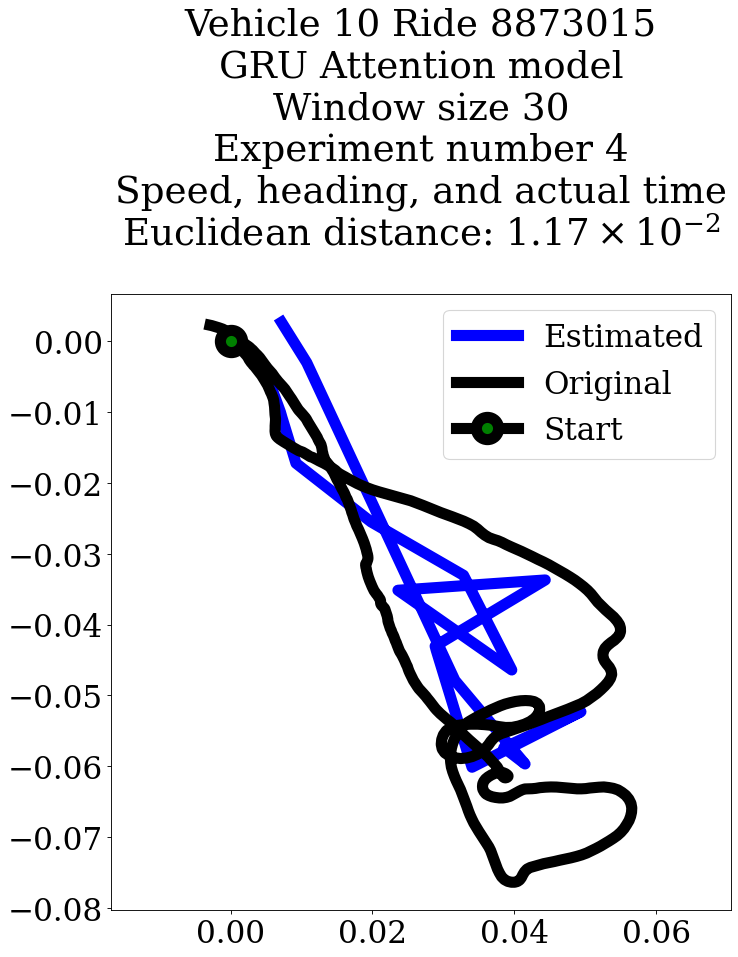 Vehicle 10 Ride 8873015
GRU Attention model
Window size 30
Experiment number 4
Speed, heading, and actual time
Euclidean distance: 1.17 × 10⁻²
Estimated
Original
Start
0.00
−0.01
−0.02
−0.03
−0.04
−0.05
−0.06
−0.07
−0.08
0.00 0.02 0.04 0.06